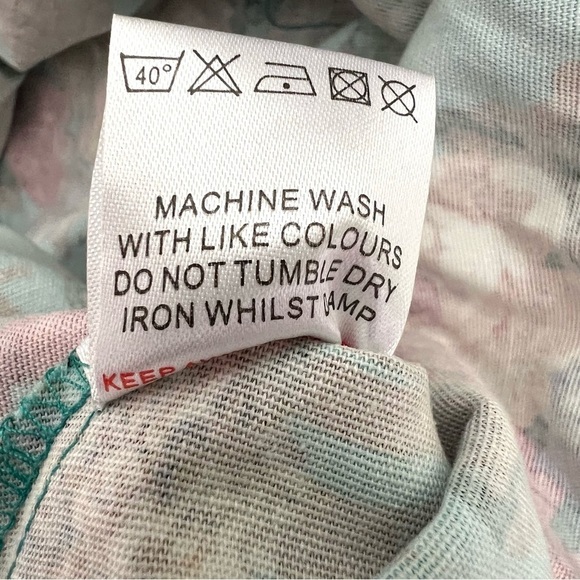 40°
MACHINE WASH
WITH LIKE COLOURS
DO NOT TUMBLE DRY
IRON WHILST DAMP
KEEP